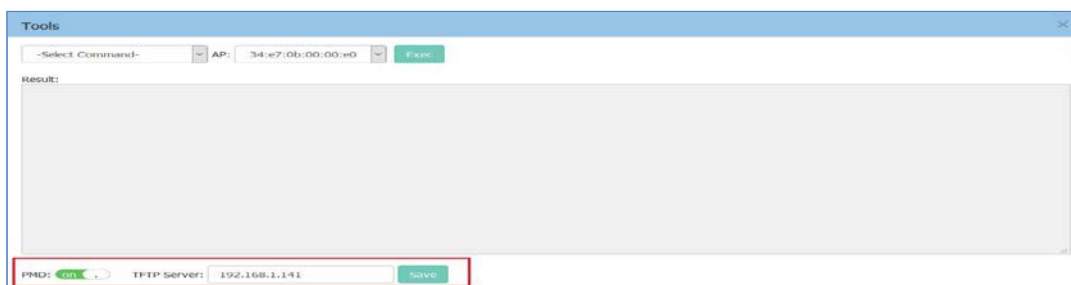 Tools
-Select Command- AP: 34:e7:0b:00:00:e0 Exec
Result:
PMD: on TFTP Server: 192.168.1.141 Save